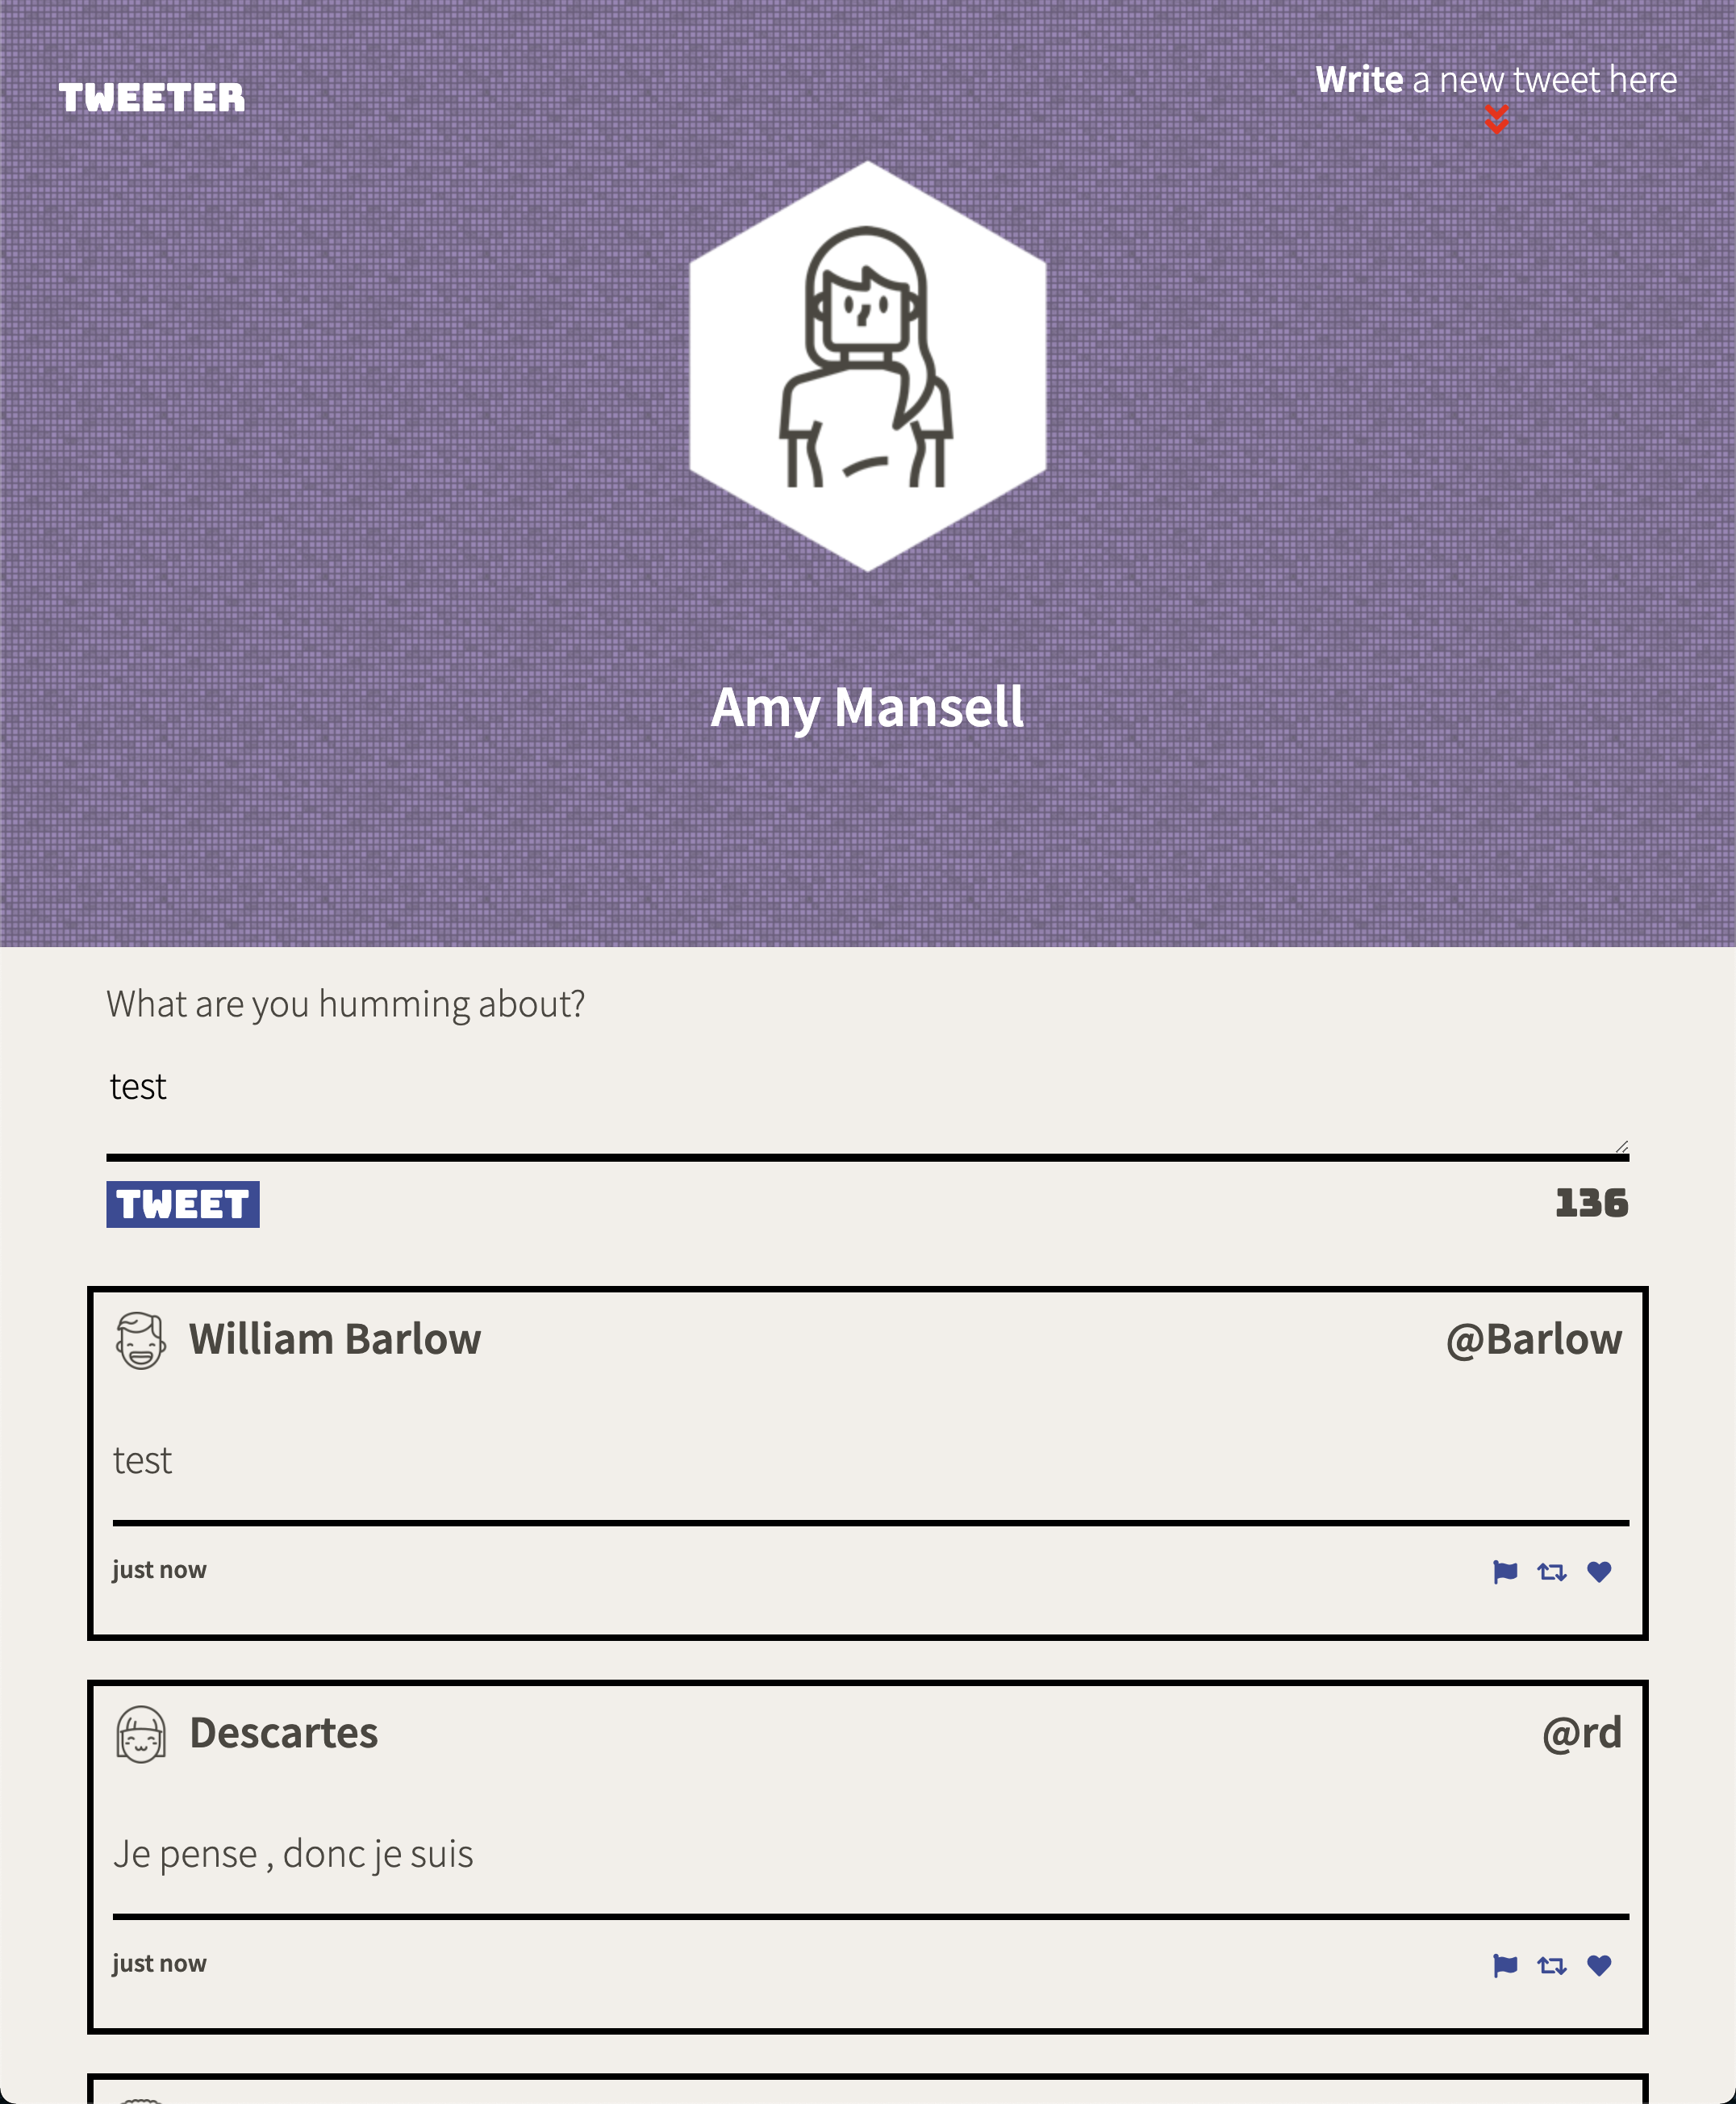 TWEETER
Write a new tweet here
Amy Mansell
What are you humming about?
test
TWEET
136
William Barlow
@Barlow
test
just now
Descartes
@rd
Je pense , donc je suis
just now